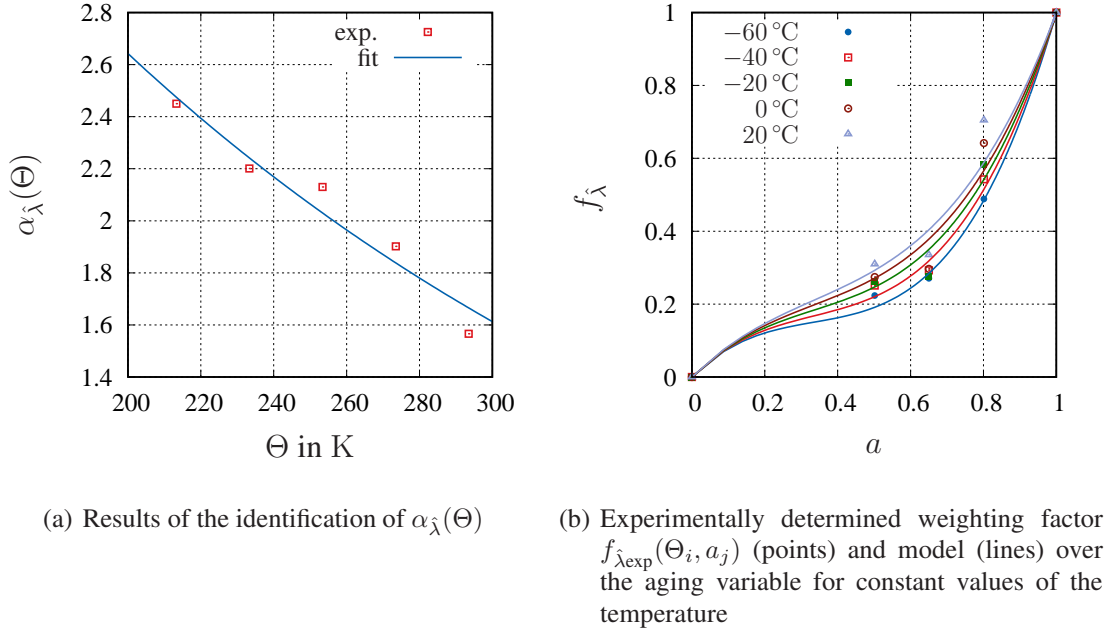 2.8
2.6
2.4
2.2
2
1.8
1.6
1.4
200 220 240 260 280 300
α_λ̂(Θ)
Θ in K
exp.
fit
1
0.8
0.6
0.4
0.2
0
0 0.2 0.4 0.6 0.8 1
f_λ̂
a
−60 °C
−40 °C
−20 °C
0 °C
20 °C
(a) Results of the identification of α_λ̂(Θ)
(b) Experimentally determined weighting factor
f_λ̂exp(Θ_i, a_j) (points) and model (lines) over
the aging variable for constant values of the
temperature